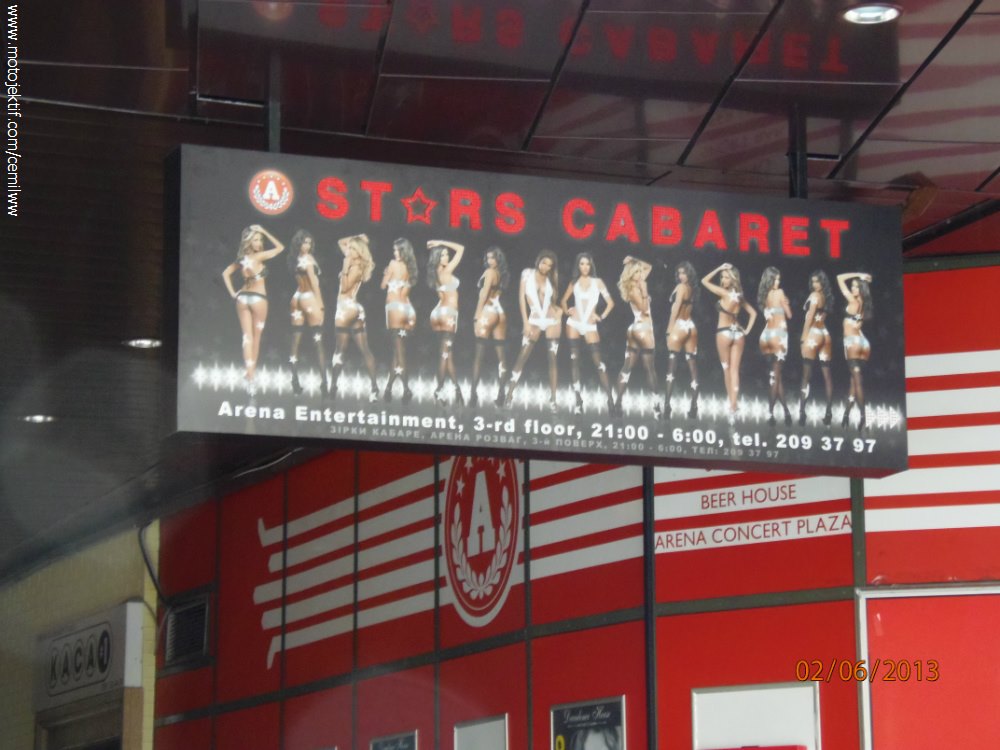 www.motojektif.com/cemilww
A
STARS CABARET
Arena Entertainment, 3-rd floor, 21:00 - 6:00, tel. 209 37 97
ЗІРКИ КАБАРЕ, АРЕНА РОЗВАГ, 3-й ПОВЕРХ, 21:00 - 6:00, ТЕЛ: 209 37 97
A
BEER HOUSE
ARENA CONCERT PLAZA
КАСА
02/06/2013